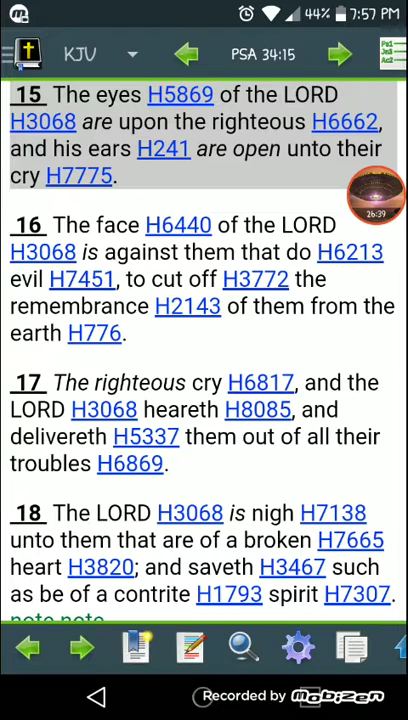 44% 7:57 PM
KJV PSA 34:15 Ps1
Jn3
Ac2
15 The eyes H5869 of the LORD
H3068 are upon the righteous H6662,
and his ears H241 are open unto their
cry H7775.
26:39
16 The face H6440 of the LORD
H3068 is against them that do H6213
evil H7451, to cut off H3772 the
remembrance H2143 of them from the
earth H776.
17 The righteous cry H6817, and the
LORD H3068 heareth H8085, and
delivereth H5337 them out of all their
troubles H6869.
18 The LORD H3068 is nigh H7138
unto them that are of a broken H7665
heart H3820; and saveth H3467 such
as be of a contrite H1793 spirit H7307.
note note
Recorded by mobizen